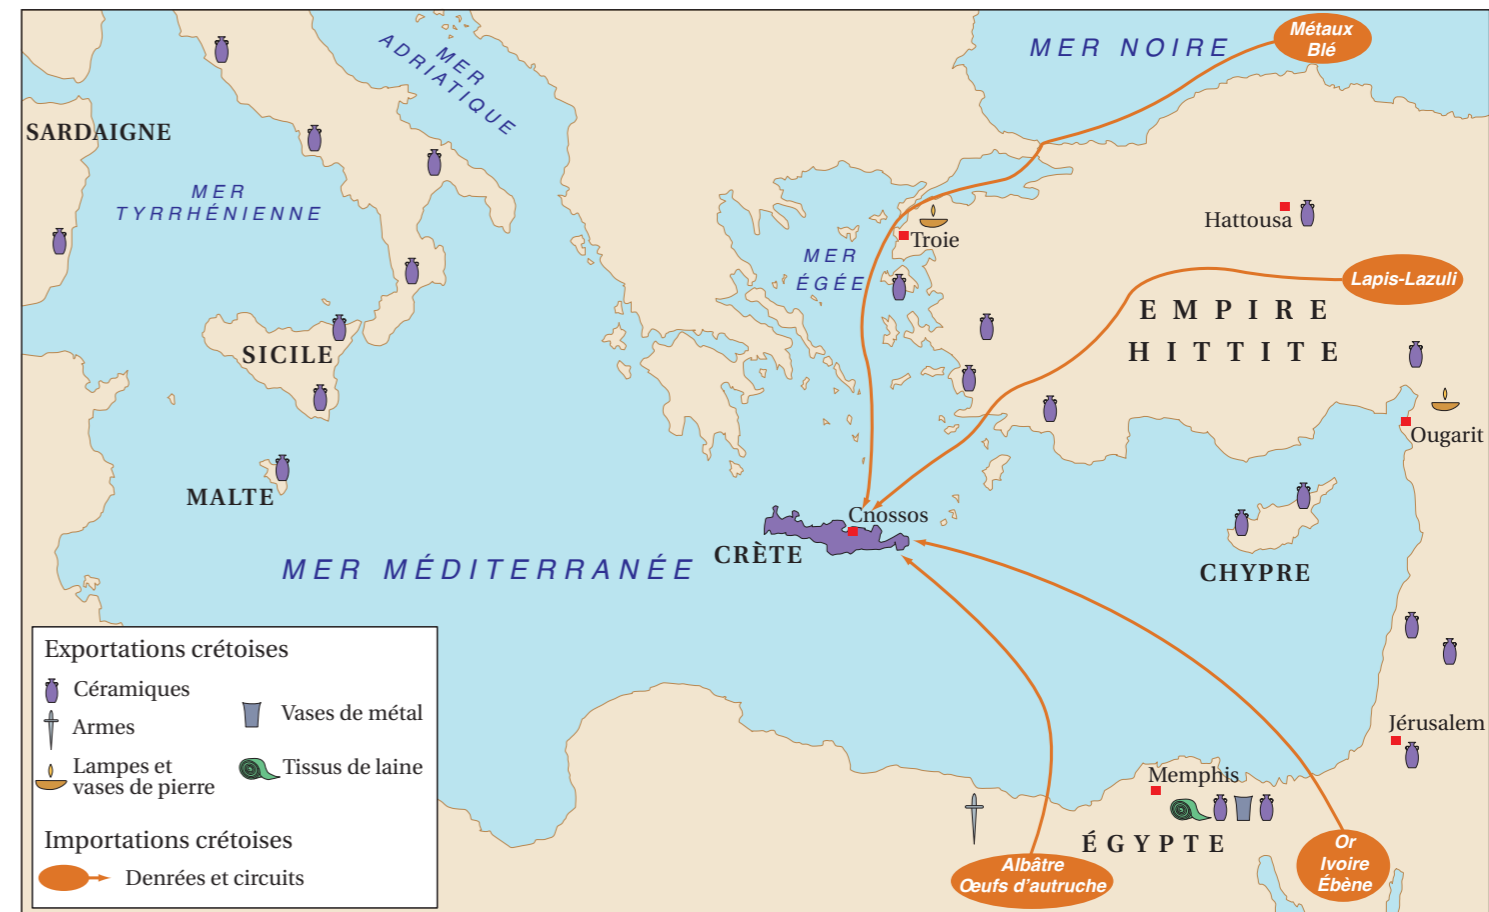 Métaux
Blé
MER NOIRE
MER
ADRIATIQUE
SARDAIGNE
MER
TYRRHÉNIENNE
Hattousa
Troie
MER
ÉGÉE
Lapis-Lazuli
EMPIRE
HITTITE
SICILE
Ougarit
MALTE
Cnossos
CRÈTE
MER MÉDITERRANÉE
CHYPRE
Exportations crétoises
Céramiques
Armes
Vases de métal
Lampes et
vases de pierre
Tissus de laine
Importations crétoises
Denrées et circuits
Jérusalem
Memphis
ÉGYPTE
Albâtre
Œufs d'autruche
Or
Ivoire
Ébène